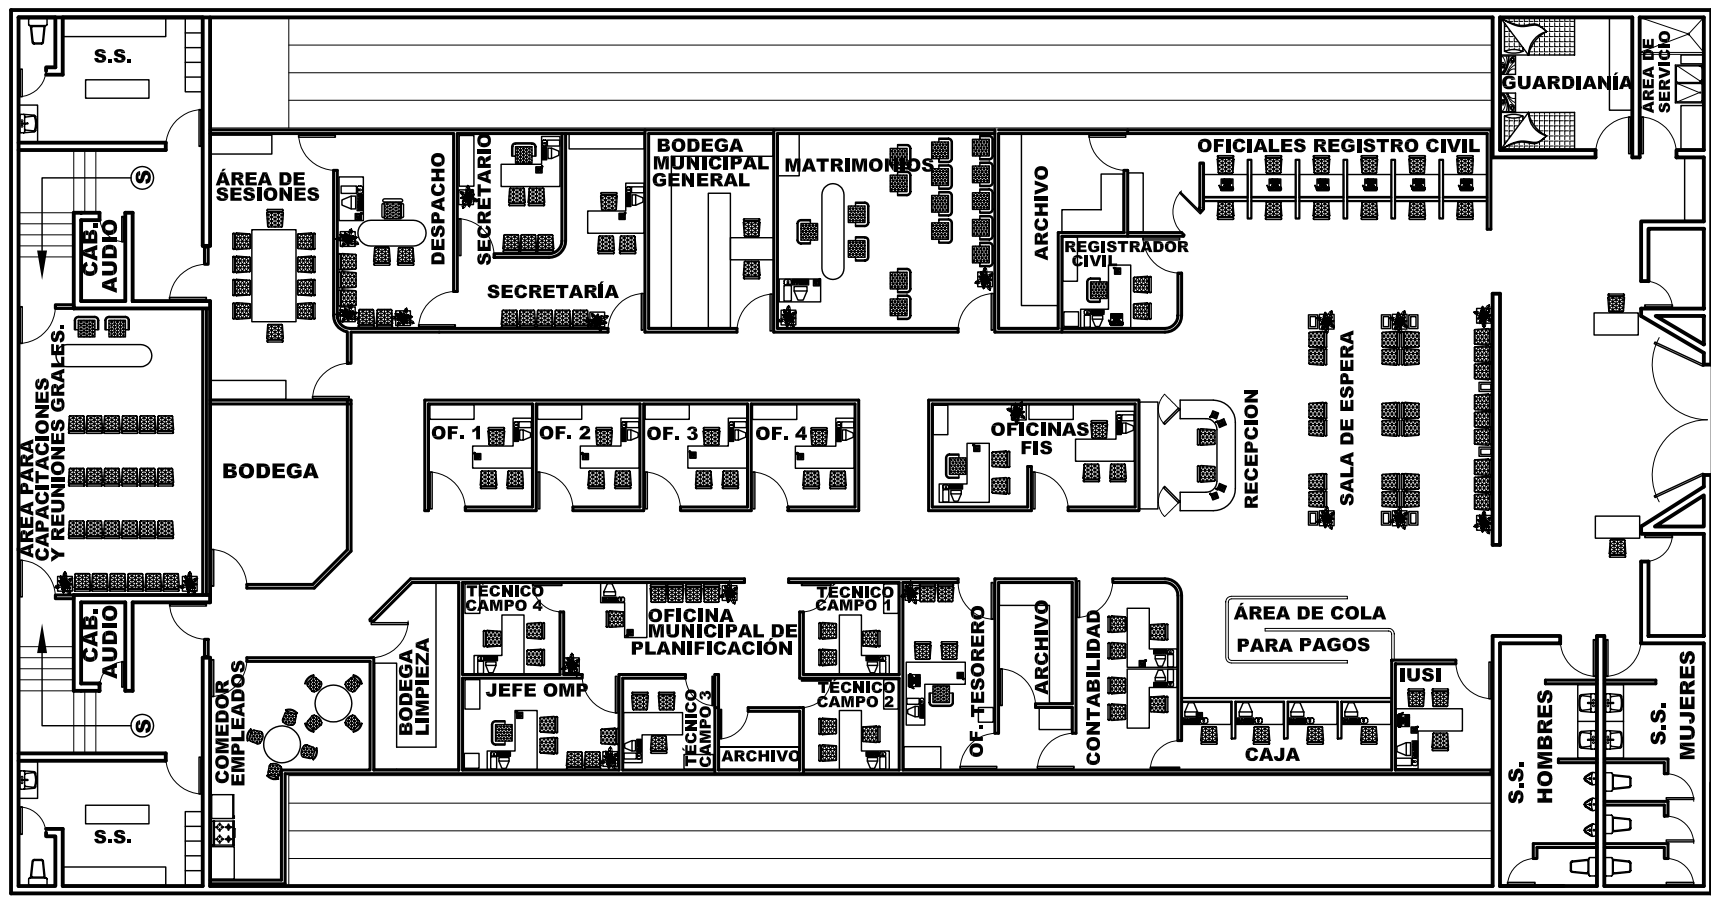 S.S.
GUARDIANÍA
ÁREA DE
SERVICIO
S
ÁREA DE
SESIONES
DESPACHO
SECRETARIO
SECRETARÍA
BODEGA
MUNICIPAL
GENERAL
MATRIMONIOS
ARCHIVO
REGISTRADOR
CIVIL
OFICIALES REGISTRO CIVIL
CAB.
AUDIO
ÁREA PARA
CAPACITACIONES
Y REUNIONES GRALES.
BODEGA
OF. 1
OF. 2
OF. 3
OF. 4
OFICINAS
FIS
RECEPCION
SALA DE ESPERA
CAB.
AUDIO
S
COMEDOR
EMPLEADOS
BODEGA
LIMPIEZA
TÉCNICO
CAMPO 4
OFICINA
MUNICIPAL DE
PLANIFICACIÓN
TÉCNICO
CAMPO 1
JEFE OMP
TÉCNICO
CAMPO 3
ARCHIVO
TÉCNICO
CAMPO 2
OF. TESORERO
ARCHIVO
CONTABILIDAD
ÁREA DE COLA
PARA PAGOS
IUSI
CAJA
S.S.
HOMBRES
S.S.
MUJERES
S.S.